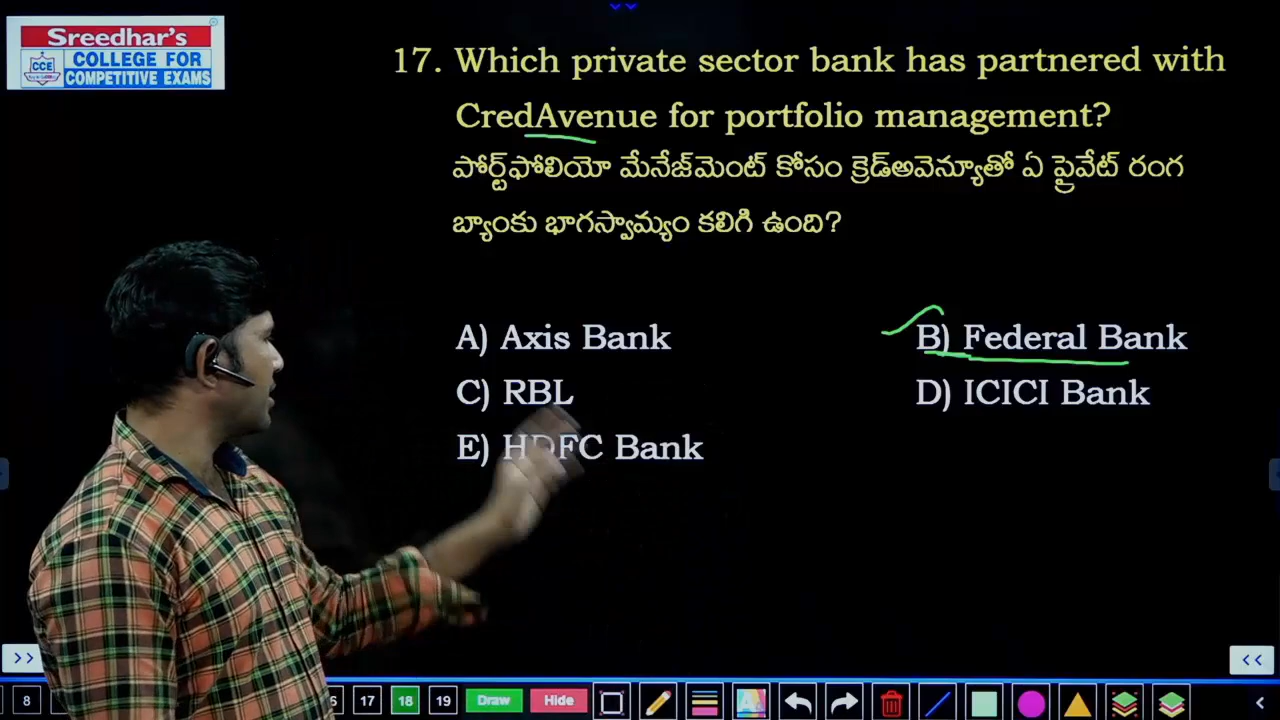 Sreedhar's
CCE
COLLEGE FOR
COMPETITIVE EXAMS
17. Which private sector bank has partnered with
CredAvenue for portfolio management?
పోర్ట్‌ఫోలియో మేనేజ్‌మెంట్ కోసం క్రెడ్‌అవెన్యూతో ఏ ప్రైవేట్ రంగ
బ్యాంకు భాగస్వామ్యం కలిగి ఉంది?
A) Axis Bank
B) Federal Bank
C) RBL
D) ICICI Bank
E) HDFC Bank
>> <<
8 17 18 19 Draw Hide